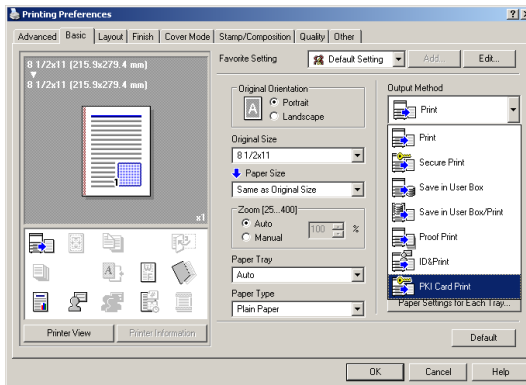 Printing Preferences
Advanced Basic Layout Finish Cover Mode Stamp/Composition Quality Other
8 1/2x11 (215.9x279.4 mm)
8 1/2x11 (215.9x279.4 mm)
1
x1
Printer View Printer Information
Favorite Setting Default Setting Add... Edit...
Original Orientation
A
Portrait
Landscape
Original Size
8 1/2x11
Paper Size
Same as Original Size
Zoom [25...400]
Auto
Manual
100 %
Paper Tray
Auto
Paper Type
Plain Paper
Output Method
Print
Print
Secure Print
Save in User Box
Save in User Box/Print
Proof Print
ID&Print
PKI Card Print
Paper Settings for Each Tray...
Default
OK Cancel Help